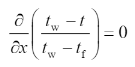 ∂/∂x ( (t_w − t) / (t_w − t_f) ) = 0